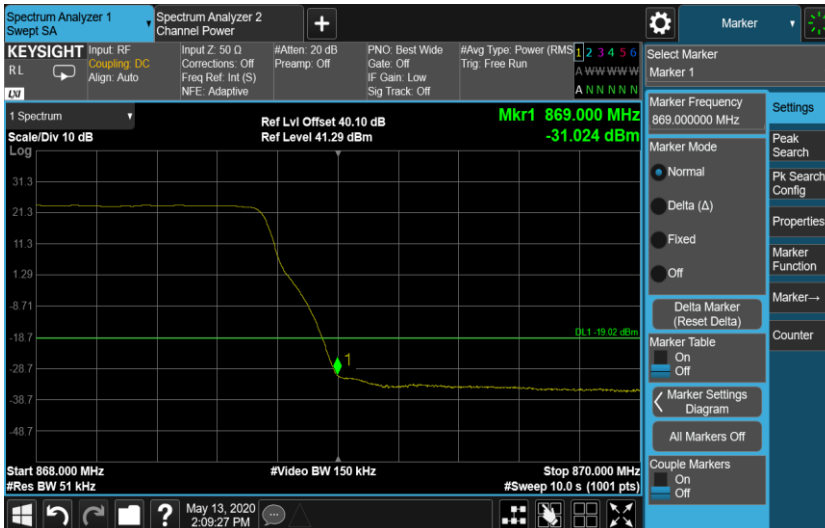 Spectrum Analyzer 1
Swept SA
Spectrum Analyzer 2
Channel Power
+
Marker
KEYSIGHT
RL
LXI
Input: RF
Coupling: DC
Align: Auto
Input Z: 50 Ω
Corrections: Off
Freq Ref: Int (S)
NFE: Adaptive
#Atten: 20 dB
Preamp: Off
PNO: Best Wide
Gate: Off
IF Gain: Low
Sig Track: Off
#Avg Type: Power (RMS
Trig: Free Run
1 2 3 4 5 6
A W W W W W
A N N N N N
Select Marker
Marker 1
1 Spectrum
Scale/Div 10 dB
Log
Ref Lvl Offset 40.10 dB
Ref Level 41.29 dBm
Mkr1 869.000 MHz
-31.024 dBm
31.3
21.3
11.3
1.29
-8.71
-18.7
-28.7
-38.7
-48.7
DL1 -19.02 dBm
1
Start 868.000 MHz
#Res BW 51 kHz
#Video BW 150 kHz
Stop 870.000 MHz
#Sweep 10.0 s (1001 pts)
Marker Frequency
869.000000 MHz
Marker Mode
Normal
Delta (Δ)
Fixed
Off
Delta Marker
(Reset Delta)
Marker Table
On
Off
Marker Settings
Diagram
All Markers Off
Couple Markers
On
Off
Settings
Peak
Search
Pk Search
Config
Properties
Marker
Function
Marker→
Counter
?
May 13, 2020
2:09:27 PM